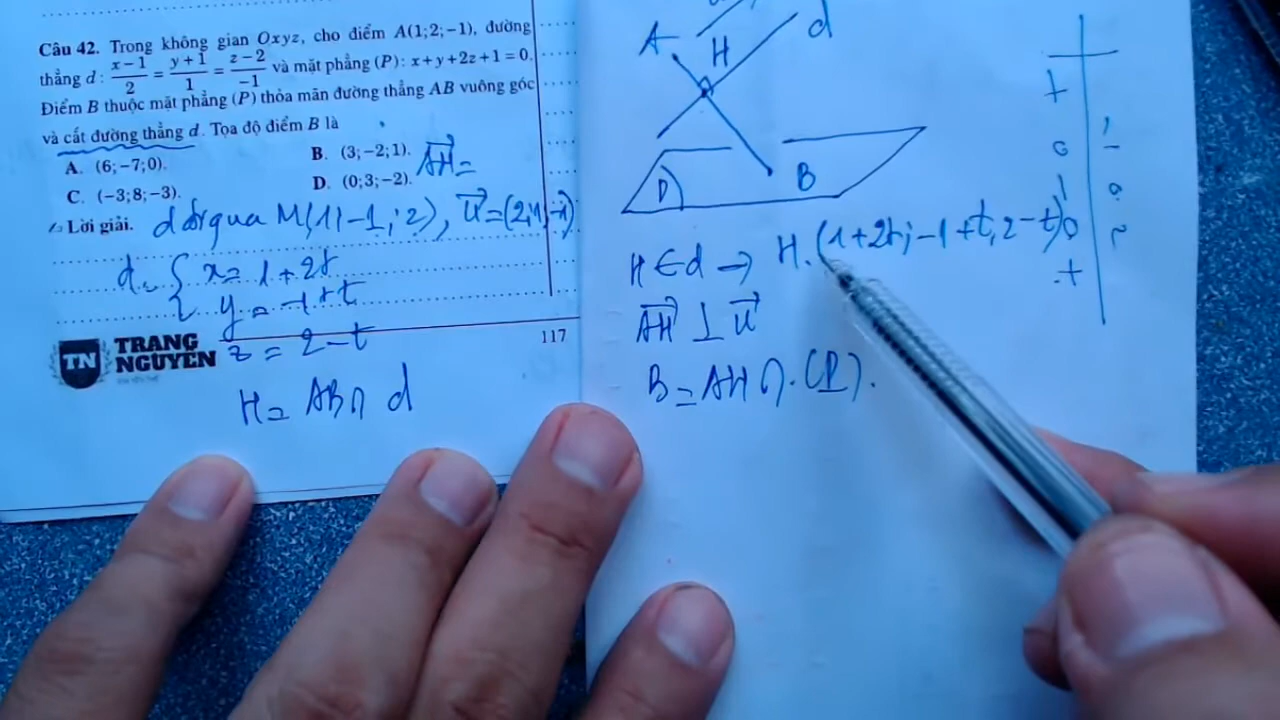 Câu 42. Trong không gian Oxyz, cho điểm A(1;2;−1), đường
thẳng d : x−1/2 = y+1/1 = z−2/−1 và mặt phẳng (P): x+y+2z+1=0.
Điểm B thuộc mặt phẳng (P) thỏa mãn đường thẳng AB vuông góc
và cắt đường thẳng d. Tọa độ điểm B là
A. (6;−7;0). B. (3;−2;1).
C. (−3;8;−3). D. (0;3;−2).
AH =
Lời giải. d đi qua M(1;−1;2), u=(2;1;−1)
d: { x = 1+2t
y = −1+t
z = 2−t
TN TRANG NGUYEN
117
H = AB∩ d
A H d
P B
H∈d → H.(1+2t; −1+t; 2−t)
AH ⊥ u
B = AH ∩.(P).